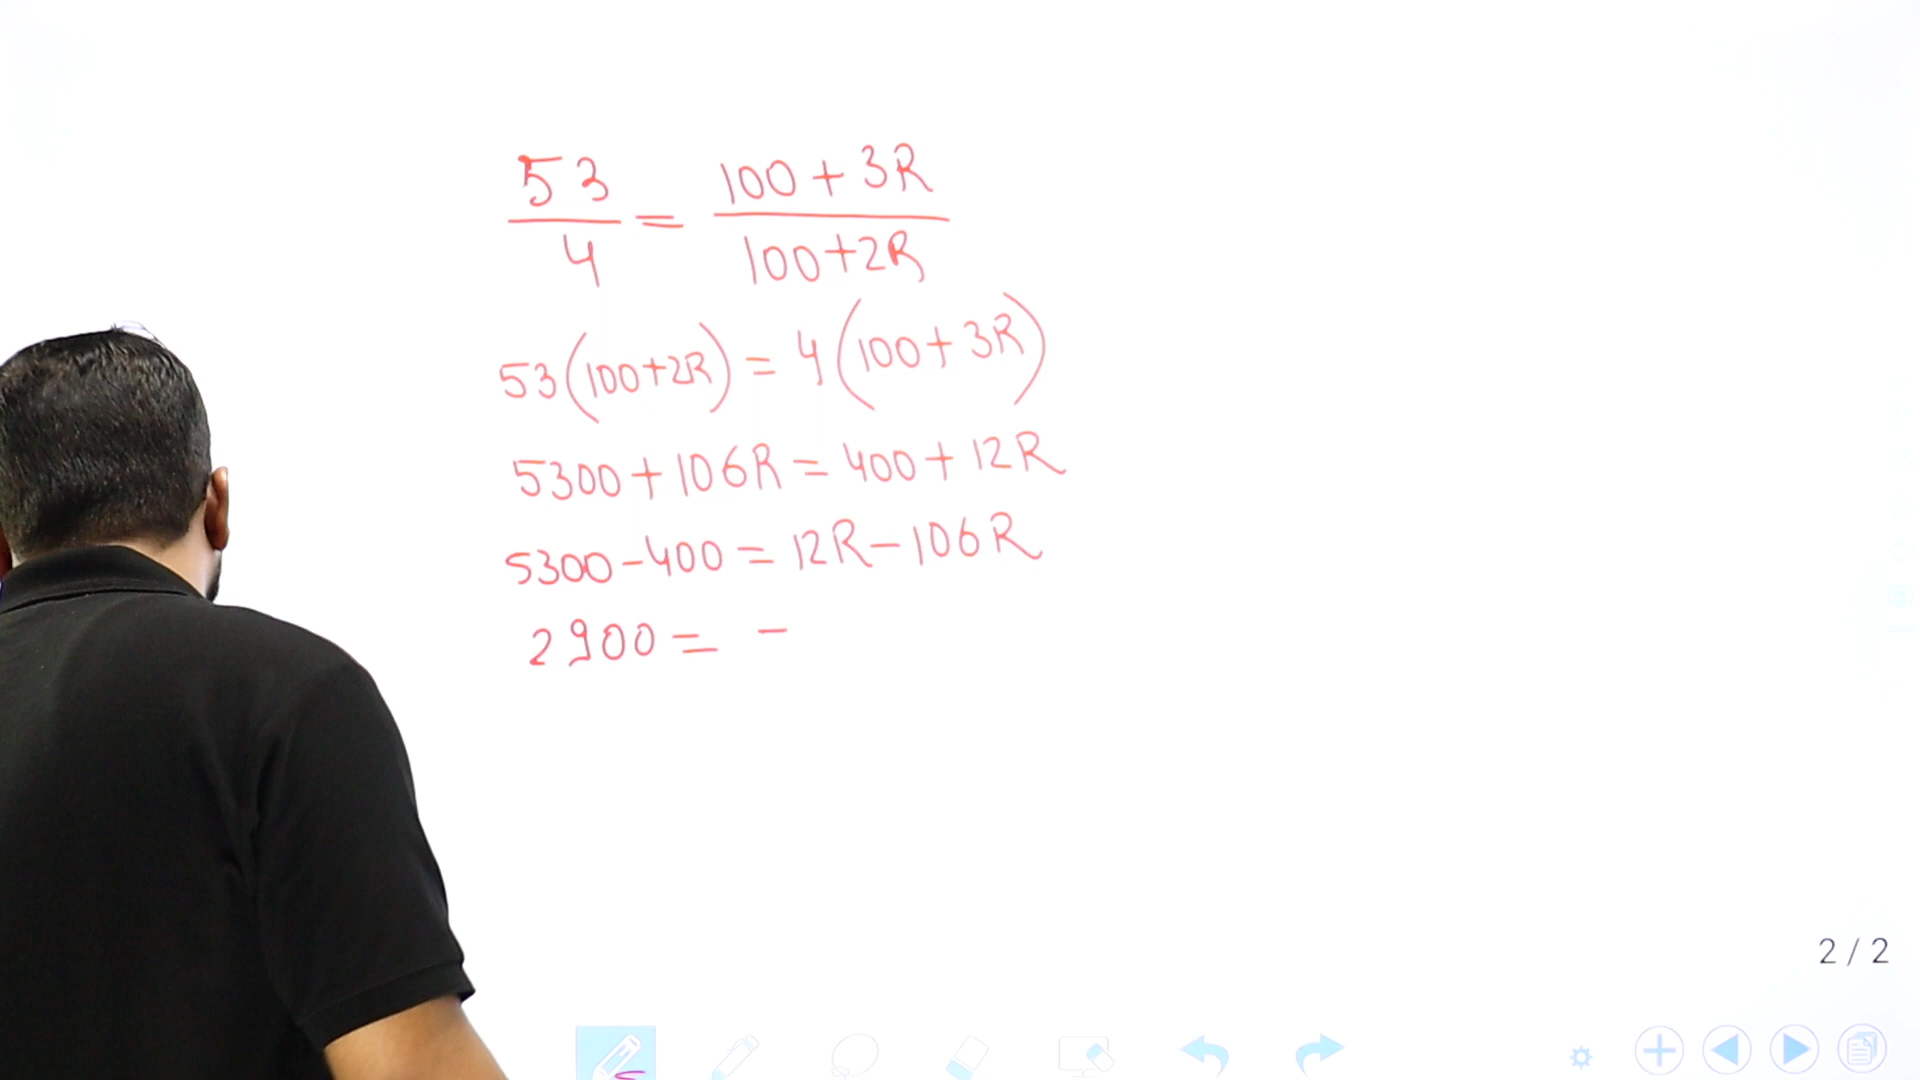 53/4 = (100+3R)/(100+2R)
53(100+2R) = 4(100+3R)
5300+106R = 400+12R
5300-400 = 12R-106R
2900 = -
2 / 2